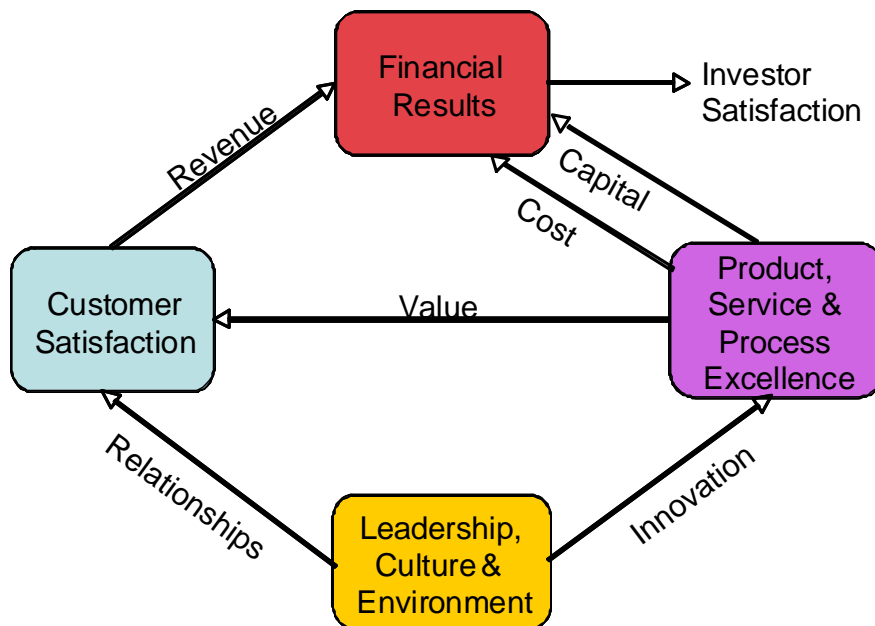 Financial
Results
Investor
Satisfaction
Revenue
Capital
Cost
Customer
Satisfaction
Value
Product,
Service &
Process
Excellence
Relationships
Innovation
Leadership,
Culture &
Environment